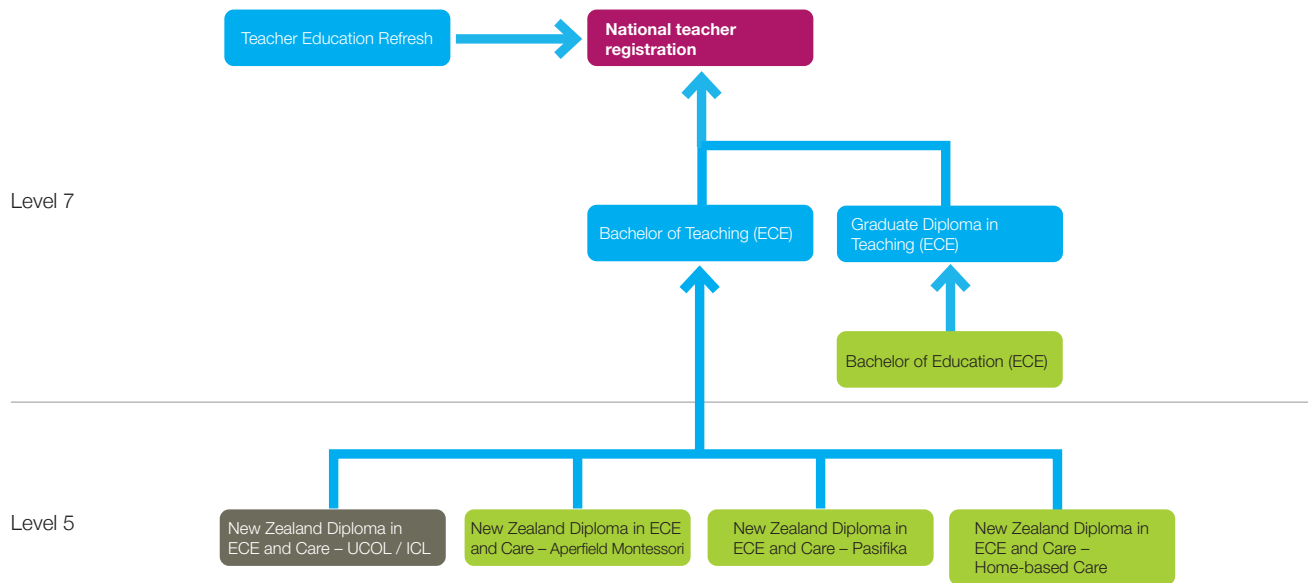 Teacher Education Refresh
National teacher
registration
Level 7
Bachelor of Teaching (ECE)
Graduate Diploma in
Teaching (ECE)
Bachelor of Education (ECE)
Level 5
New Zealand Diploma in
ECE and Care – UCOL / ICL
New Zealand Diploma in ECE
and Care – Aperfield Montessori
New Zealand Diploma in
ECE and Care – Pasifika
New Zealand Diploma in
ECE and Care –
Home-based Care